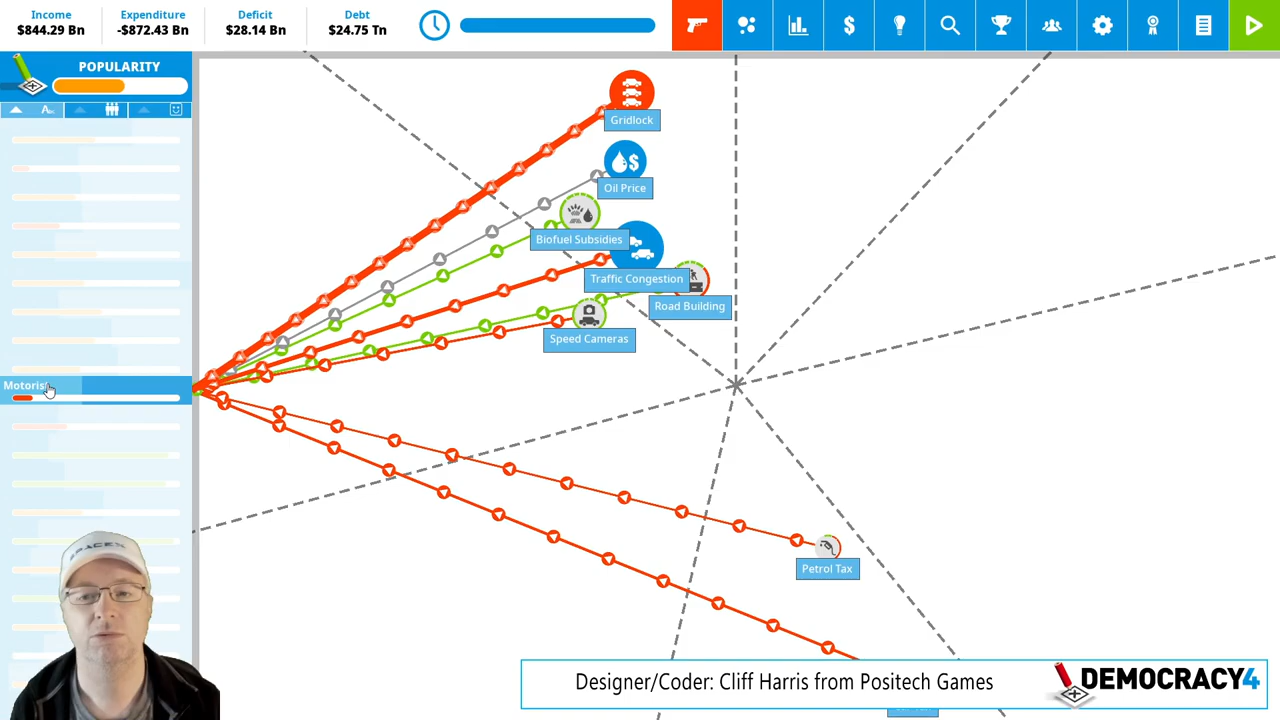 Income
$844.29 Bn
Expenditure
-$872.43 Bn
Deficit
$28.14 Bn
Debt
$24.75 Tn
POPULARITY
Gridlock
Oil Price
Biofuel Subsidies
Traffic Congestion
Road Building
Speed Cameras
Motorist
Petrol Tax
SPACEX
Designer/Coder: Cliff Harris from Positech Games
DEMOCRACY4